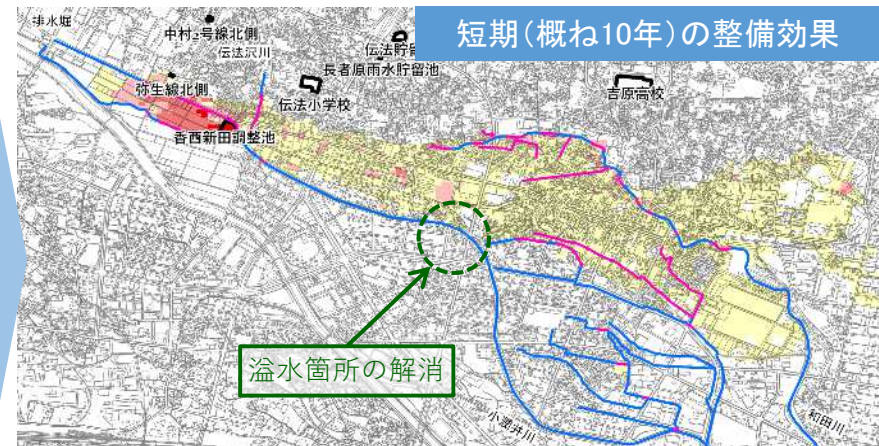 短期(概ね10年)の整備効果
排水堀
中村2号線北側
伝法沢川
伝法貯留
長者原雨水貯留池
吉原高校
弥生線北側
伝法小学校
香西新田調整池
溢水箇所の解消
小潤井川
和田川